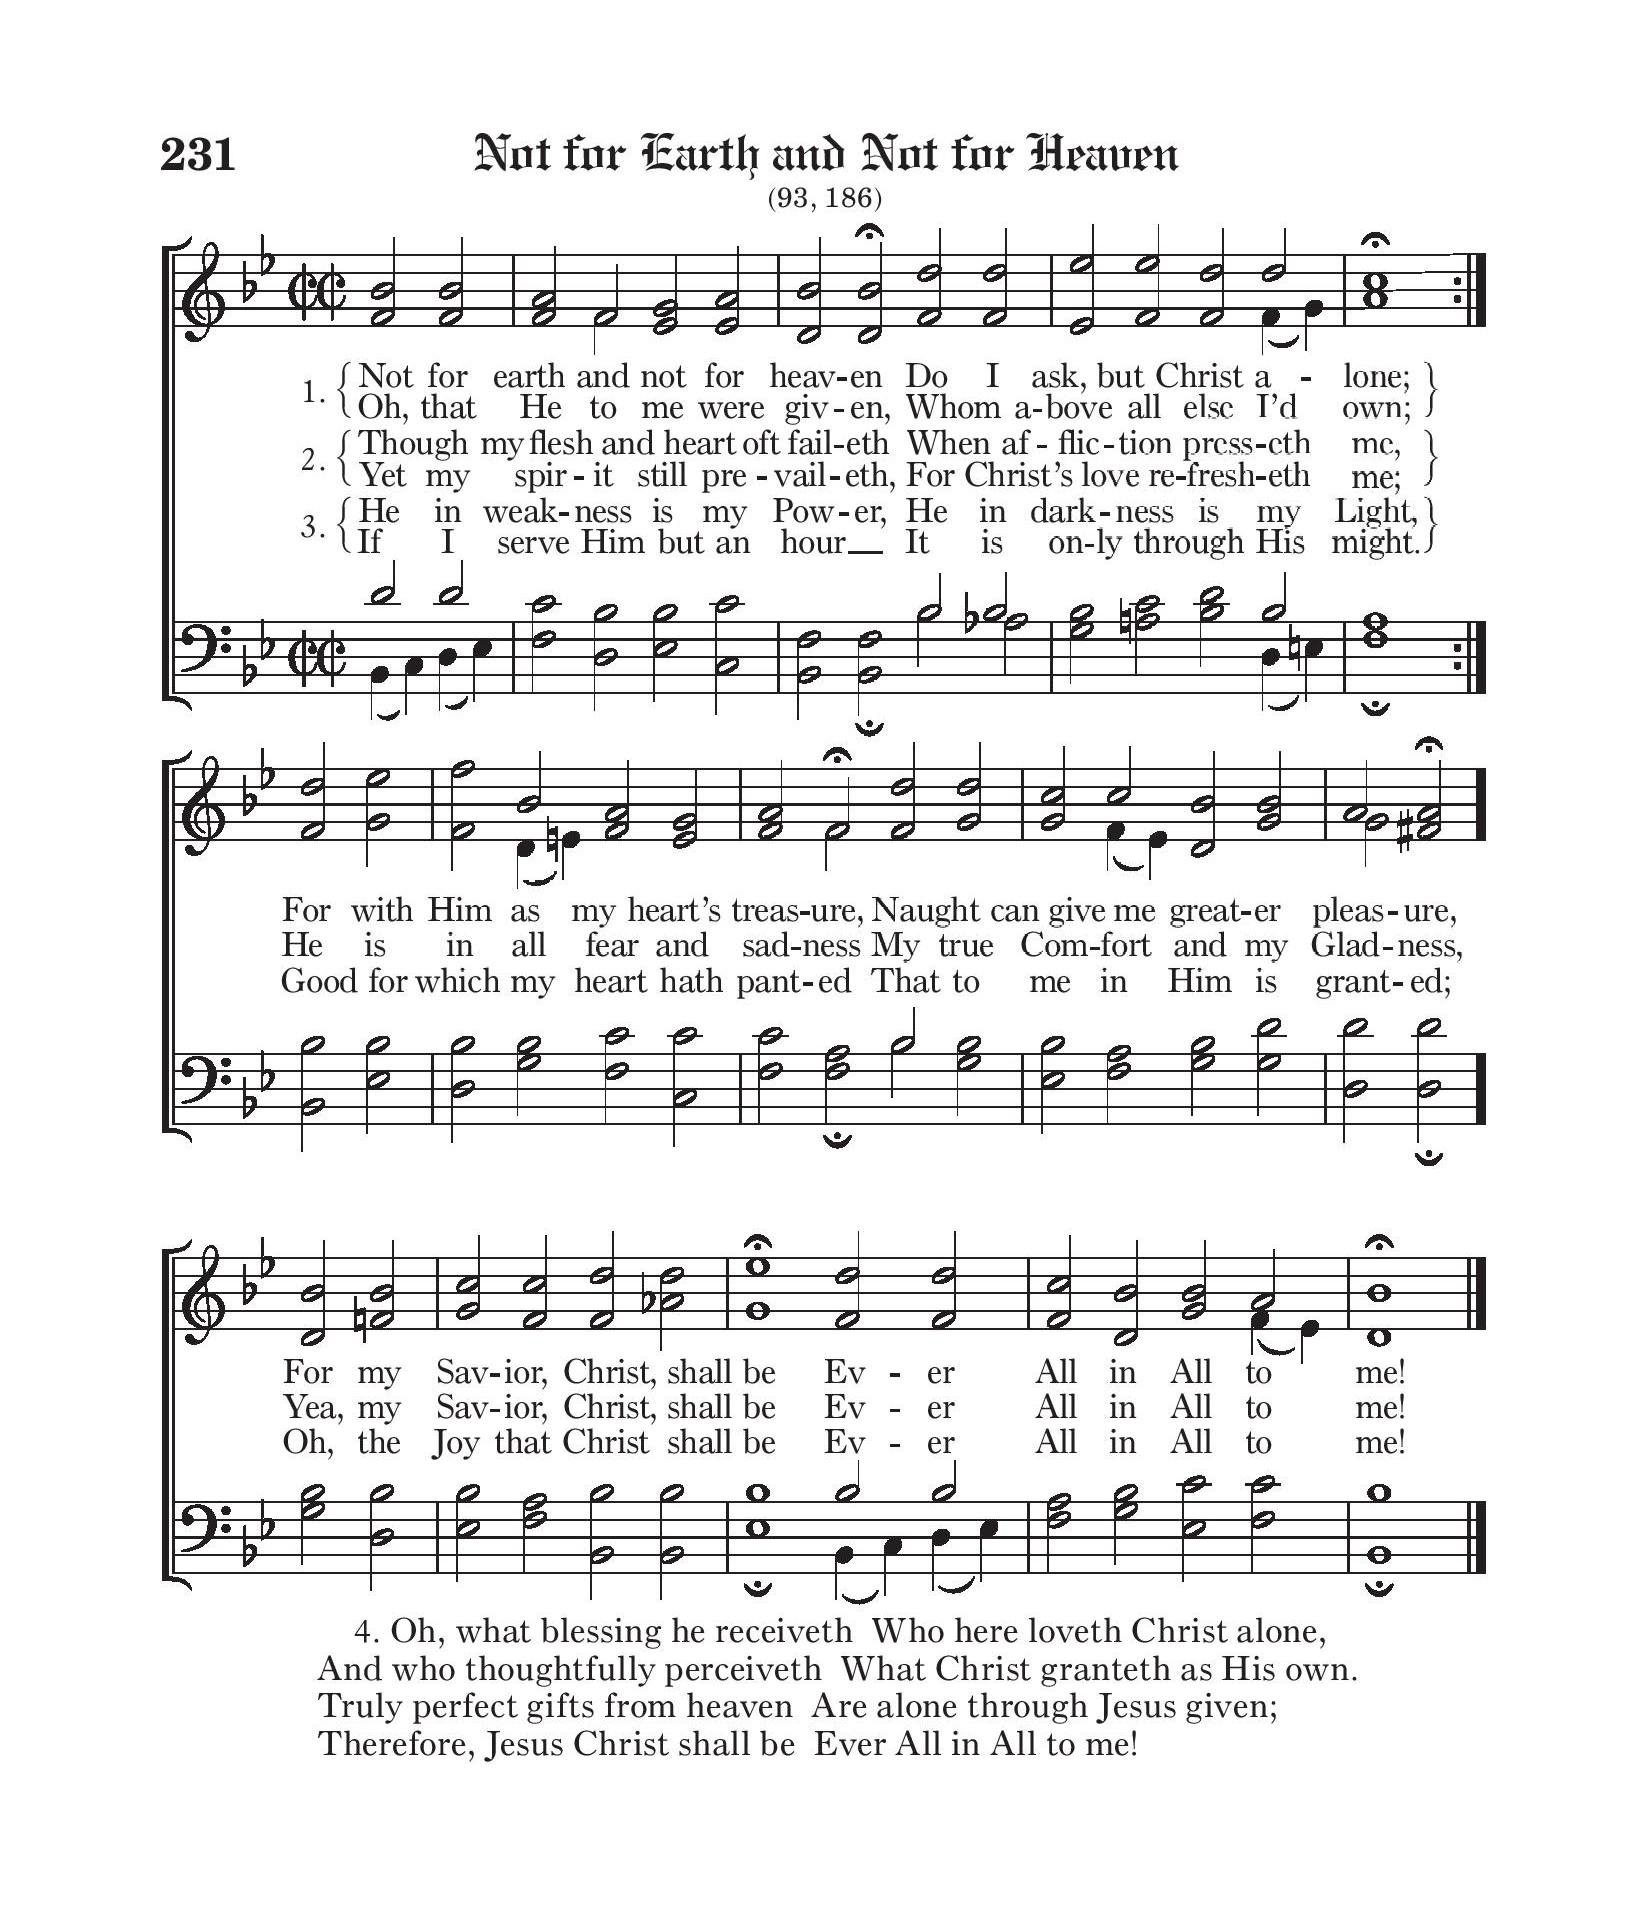 231 Not for Earth and Not for Heaven
(93, 186)
1. Not for earth and not for heav-en Do I ask, but Christ a - lone;
Oh, that He to me were giv-en, Whom a-bove all else I’d own;
2. Though my flesh and heart oft fail-eth When af-flic-tion press-eth me,
Yet my spir-it still pre-vail-eth, For Christ’s love re-fresh-eth me;
3. He in weak-ness is my Pow-er, He in dark-ness is my Light,
If I serve Him but an hour It is on-ly through His might.
For with Him as my heart’s treas-ure, Naught can give me great-er pleas-ure,
He is in all fear and sad-ness My true Com-fort and my Glad-ness,
Good for which my heart hath pant-ed That to me in Him is grant-ed;
For my Sav-ior, Christ, shall be Ev - er All in All to me!
Yea, my Sav-ior, Christ, shall be Ev - er All in All to me!
Oh, the Joy that Christ shall be Ev - er All in All to me!
4. Oh, what blessing he receiveth Who here loveth Christ alone,
And who thoughtfully perceiveth What Christ granteth as His own.
Truly perfect gifts from heaven Are alone through Jesus given;
Therefore, Jesus Christ shall be Ever All in All to me!